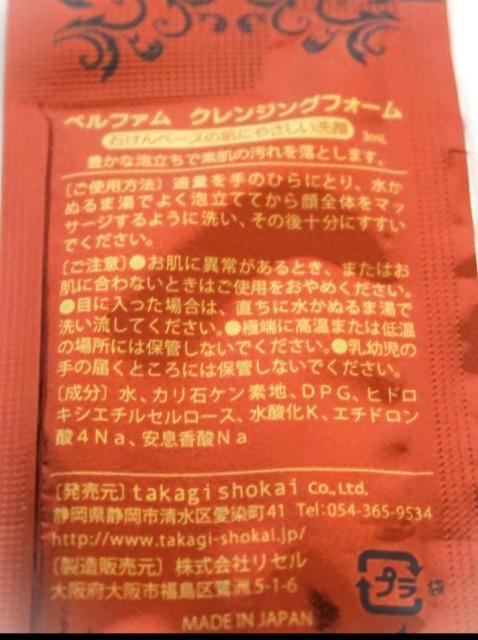 ベルファム クレンジングフォーム
石けんベースの肌にやさしい洗顔 3mL
豊かな泡立ちで素肌の汚れを落とします。
〔ご使用方法〕適量を手のひらにとり、水か
ぬるま湯でよく泡立ててから顔全体をマッ
サージするように洗い、その後十分にすすい
でください。
〔ご注意〕●お肌に異常があるとき、またはお
肌に合わないときはご使用をおやめください。
●目に入った場合は、直ちに水かぬるま湯で
洗い流してください。●極端に高温または低温
の場所には保管しないでください。●乳幼児の
手の届くところには保管しないでください。
〔成分〕水、カリ石ケン素地、DPG、ヒドロ
キシエチルセルロース、水酸化K、エチドロン
酸4Na、安息香酸Na
〔発売元〕takagi shokai Co.,Ltd.
静岡県静岡市清水区愛染町41 Tel:054-365-9534
http://www.takagi-shokai.jp/
〔製造販売元〕株式会社リセル
大阪府大阪市福島区鷺洲5-1-6
プラ 袋
MADE IN JAPAN